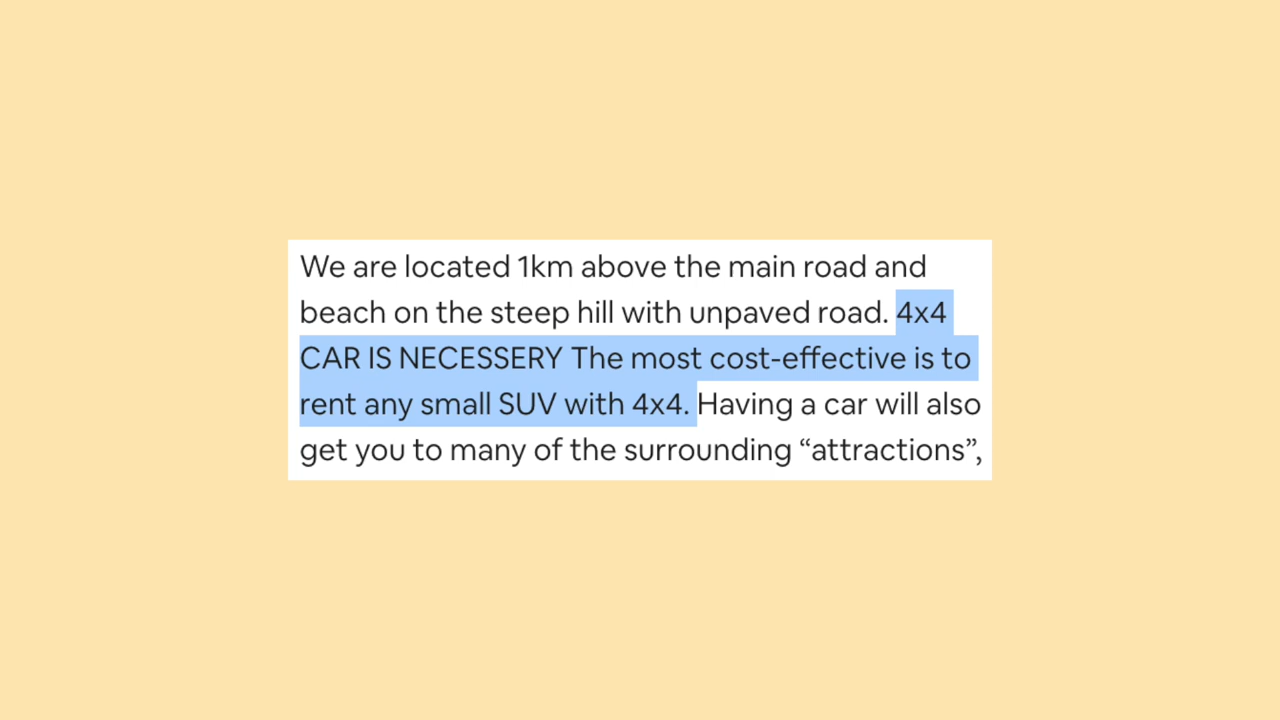 We are located 1km above the main road and
beach on the steep hill with unpaved road. 4x4
CAR IS NECESSERY The most cost-effective is to
rent any small SUV with 4x4. Having a car will also
get you to many of the surrounding “attractions”,